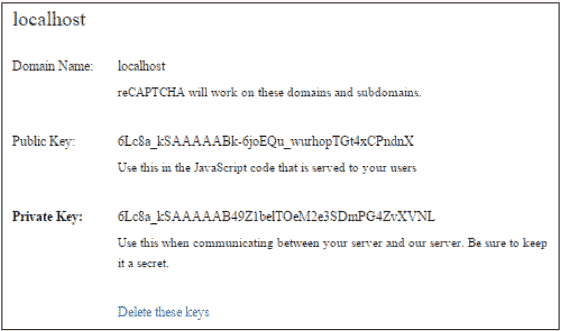 localhost
Domain Name: localhost
reCAPTCHA will work on these domains and subdomains.
Public Key: 6Lc8a_kSAAAAABk-6joEQu_wurhopTGt4xCPndnX
Use this in the JavaScript code that is served to your users
Private Key: 6Lc8a_kSAAAAAB49Z1belTOeM2e3SDmPG4ZvXVNL
Use this when communicating between your server and our server. Be sure to keep
it a secret.
Delete these keys